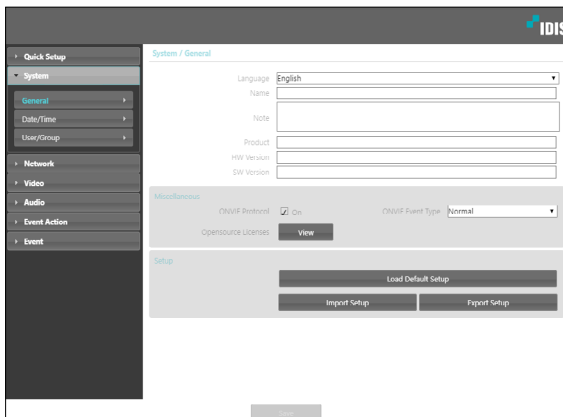 IDIS
Quick Setup
System
General
Date/Time
User/Group
Network
Video
Audio
Event Action
Event
System / General
Language English
Name
Note
Product
HW Version
SW Version
Miscellaneous
ONVIF Protocol On ONVIF Event Type Normal
Opensource Licenses View
Setup
Load Default Setup
Import Setup Export Setup
Save